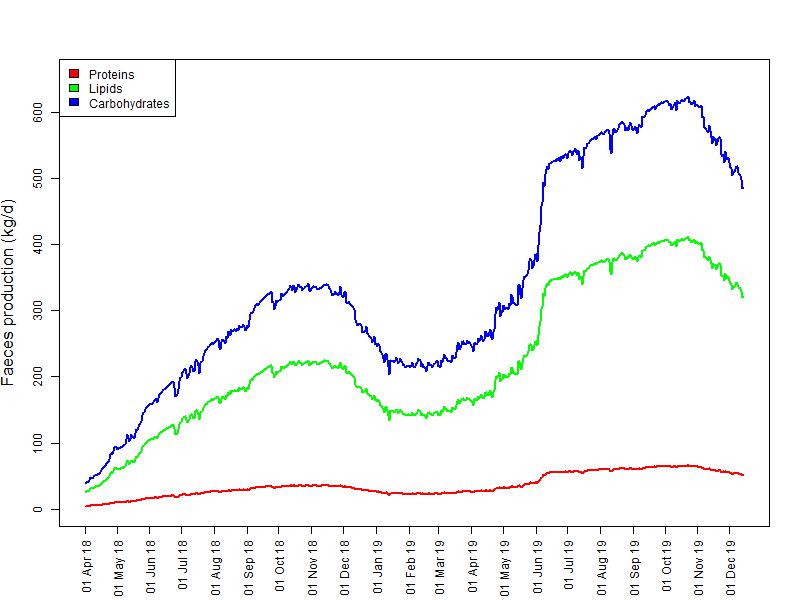 Proteins
Lipids
Carbohydrates
Faeces production (kg/d)
600
500
400
300
200
100
0
01 Apr 18
01 May 18
01 Jun 18
01 Jul 18
01 Aug 18
01 Sep 18
01 Oct 18
01 Nov 18
01 Dec 18
01 Jan 19
01 Feb 19
01 Mar 19
01 Apr 19
01 May 19
01 Jun 19
01 Jul 19
01 Aug 19
01 Sep 19
01 Oct 19
01 Nov 19
01 Dec 19